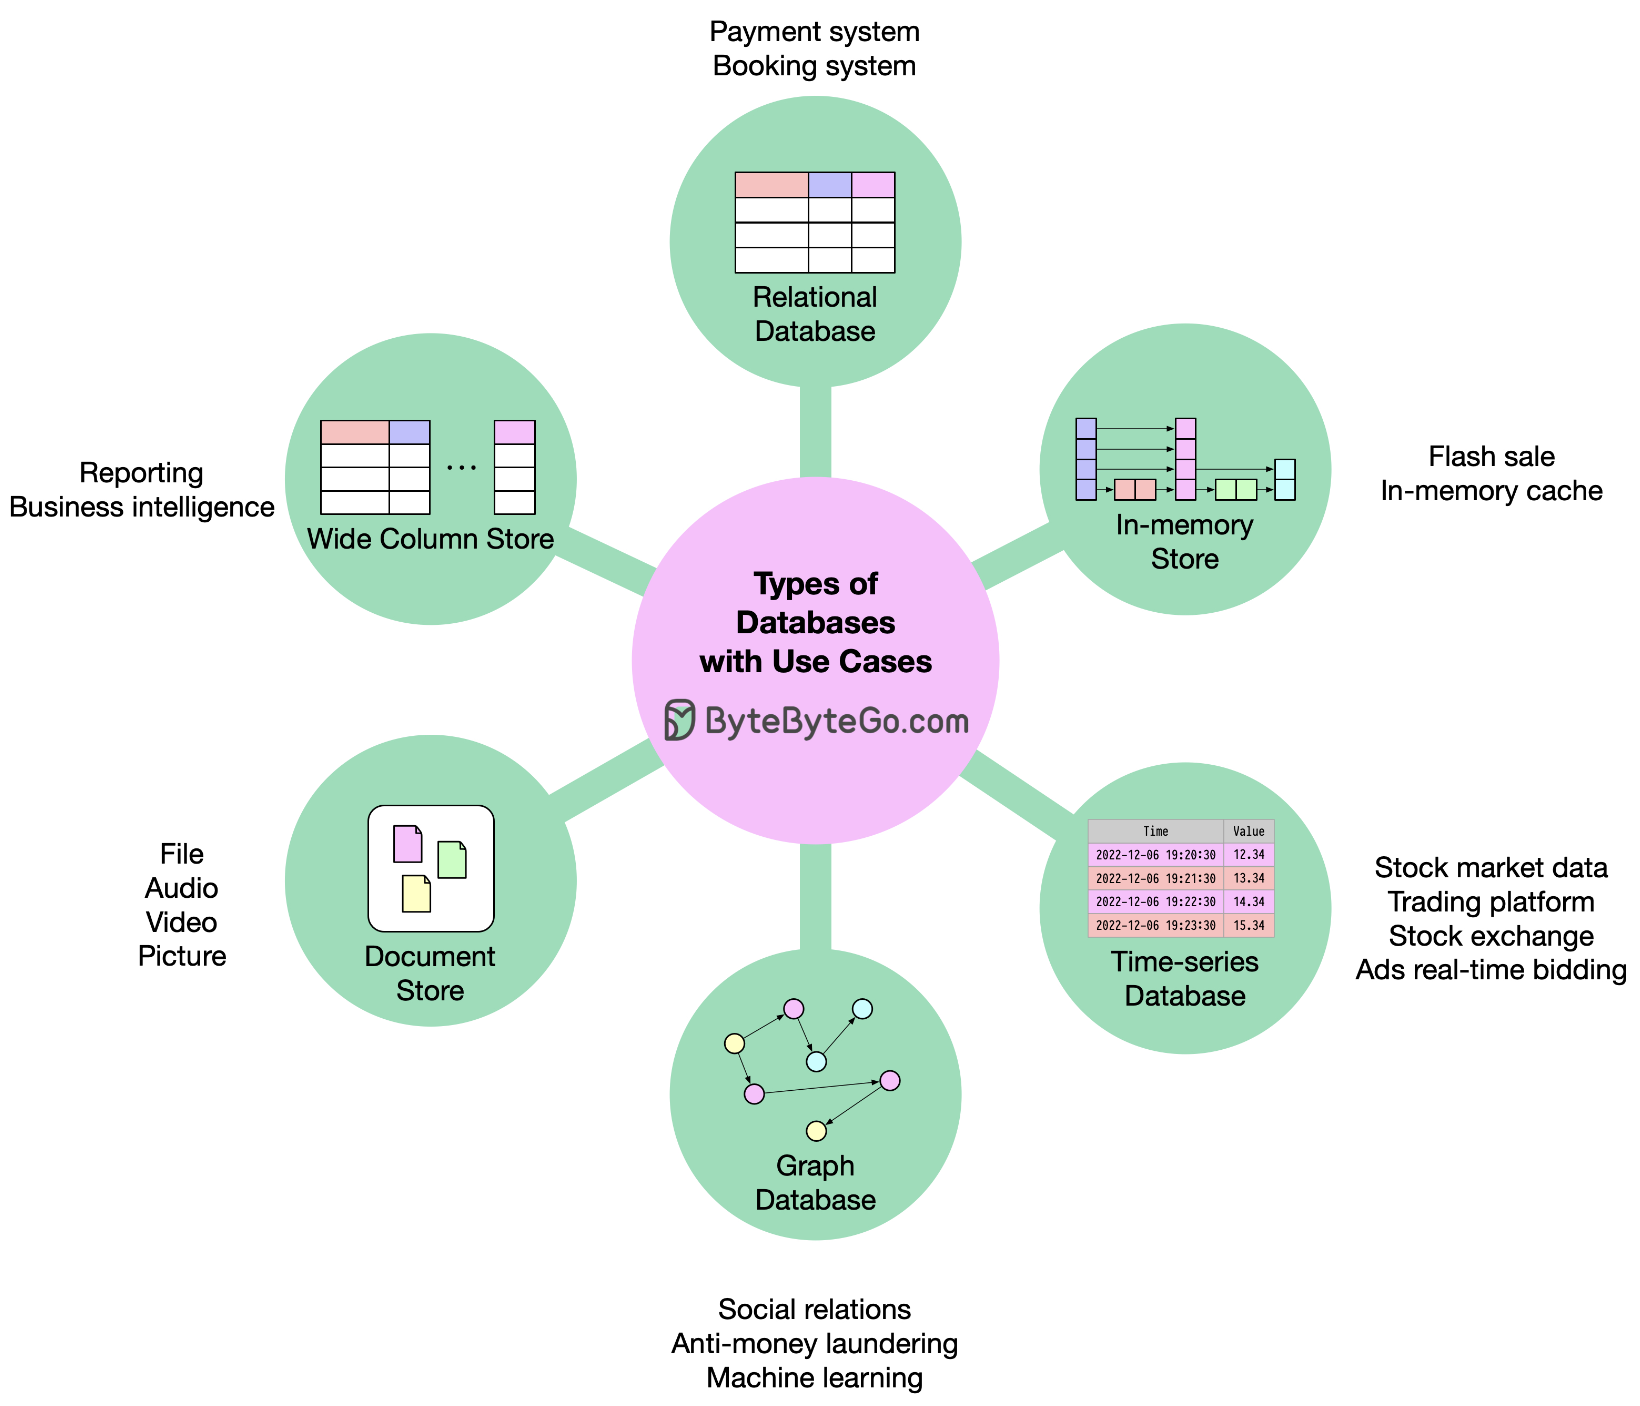 Payment system
Booking system
Relational
Database
Reporting
Business intelligence
Wide Column Store
In-memory
Store
Flash sale
In-memory cache
Types of
Databases
with Use Cases
ByteByteGo.com
File
Audio
Video
Picture
Document
Store
Time Value
2022-12-06 19:20:30 12.34
2022-12-06 19:21:30 13.34
2022-12-06 19:22:30 14.34
2022-12-06 19:23:30 15.34
Time-series
Database
Stock market data
Trading platform
Stock exchange
Ads real-time bidding
Graph
Database
Social relations
Anti-money laundering
Machine learning